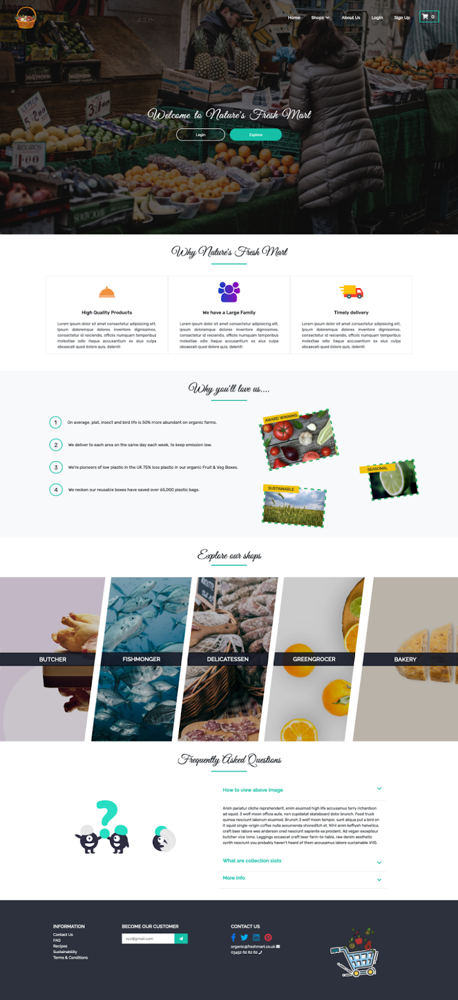 Home
Shops
About Us
LogIn
Sign Up
0
LEMON
5/£2.00
LIMES
3/£1.00
AVOCADOS
£1.00
Welcome to Nature's Fresh Mart
Login
Explore
Why Nature's Fresh Mart
High Quality Products
Lorem ipsum dolor sit amet consectetur adipisicing elit.
Ipsum doloremque dolores inventore dignissimos,
consectetur id reiciendis, officiis numquam temporibus
molestiae odio itaque accusantium ex eius culpa
obcaecati quod dolore quis, deleniti
We have a Large Family
Lorem ipsum dolor sit amet consectetur adipisicing elit.
Ipsum doloremque dolores inventore dignissimos,
consectetur id reiciendis, officiis numquam temporibus
molestiae odio itaque accusantium ex eius culpa
obcaecati quod dolore quis, deleniti
Timely delivery
Lorem ipsum dolor sit amet consectetur adipisicing elit.
Ipsum doloremque dolores inventore dignissimos,
consectetur id reiciendis, officiis numquam temporibus
molestiae odio itaque accusantium ex eius culpa
obcaecati quod dolore quis, deleniti
Why you'll love us....
1 On average, plat, insect and bird life is 50% more abundant on organic farms.
2 We deliver to each area on the same day each week, to keep emission low.
3 We're pioneers of low plastic in the UK 75% less plastic in our organic Fruit & Veg Boxes.
4 We reckon our reusable boxes have saved over 65,000 plastic bags.
AWARD WINNING
SEASONAL
SUSTAINABLE
Explore our shops
BUTCHER
FISHMONGER
DELICATESSEN
GREENGROCER
BAKERY
Frequently Asked Questions
How to view above image
Anim pariatur cliche reprehenderit, enim eiusmod high life accusamus terry richardson
ad squid. 3 wolf moon officia aute, non cupidatat skateboard dolor brunch. Food truck
quinoa nesciunt laborum eiusmod. Brunch 3 wolf moon tempor, sunt aliqua put a bird on
it squid single-origin coffee nulla assumenda shoreditch et. Nihil anim keffiyeh helvetica,
craft beer labore wes anderson cred nesciunt sapiente ea proident. Ad vegan excepteur
butcher vice lomo. Leggings occaecat craft beer farm-to-table, raw denim aesthetic
synth nesciunt you probably haven't heard of them accusamus labore sustainable VHS.
What are collection slots
More Info
INFORMATION
Contact Us
FAQ
Recipes
Sustainability
Terms & Conditions
BECOME OUR CUSTOMER
xyz@gmail.com
CONTACT US
organic@freshmart.co.uk
03452 62 62 62